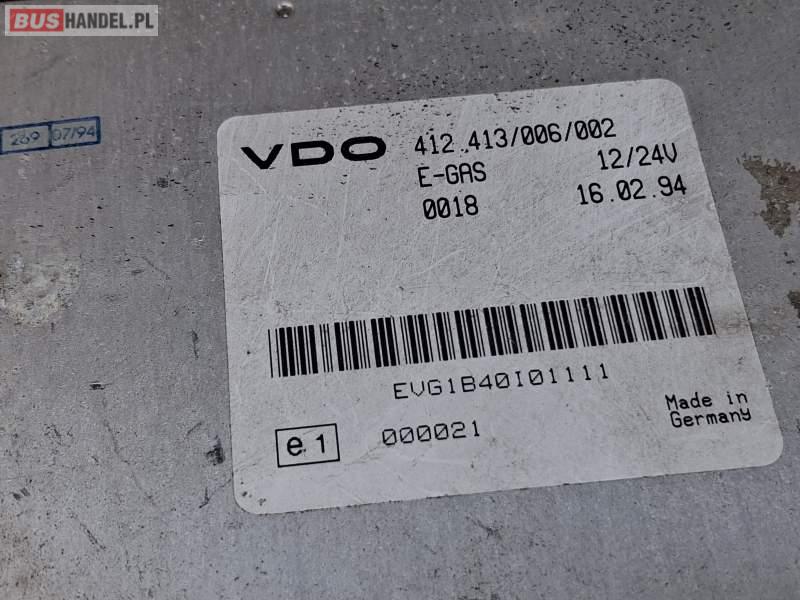 BUSHANDEL.PL
269 07/94
VDO 412.413/006/002
E-GAS 12/24V
0018 16.02.94
EVG1B40I01111
e1 000021
Made in
Germany